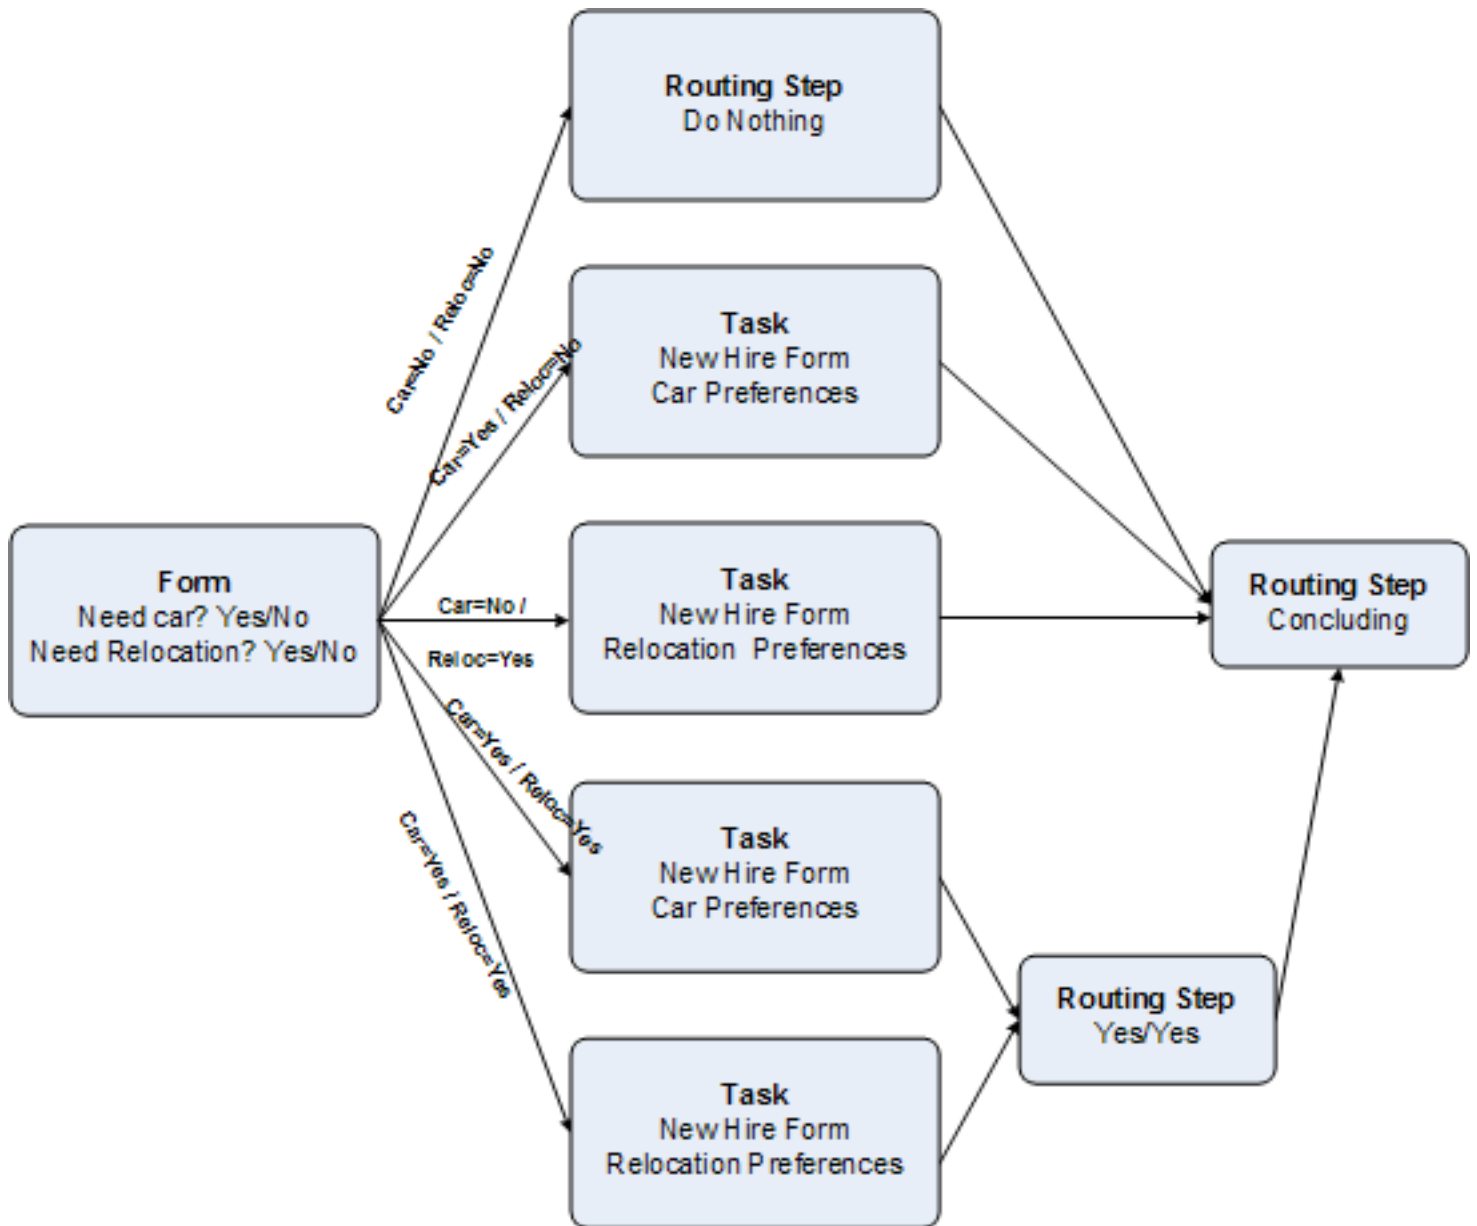 Routing Step
Do Nothing
Car=No / Reloc=No
Task
New Hire Form
Car Preferences
Car=Yes / Reloc=No
Form
Need car? Yes/No
Need Relocation? Yes/No
Car=No /
Reloc=Yes
Task
New Hire Form
Relocation Preferences
Routing Step
Concluding
Car=Yes / Reloc=Yes
Task
New Hire Form
Car Preferences
Car=Yes / Reloc=Yes
Routing Step
Yes/Yes
Task
New Hire Form
Relocation Preferences